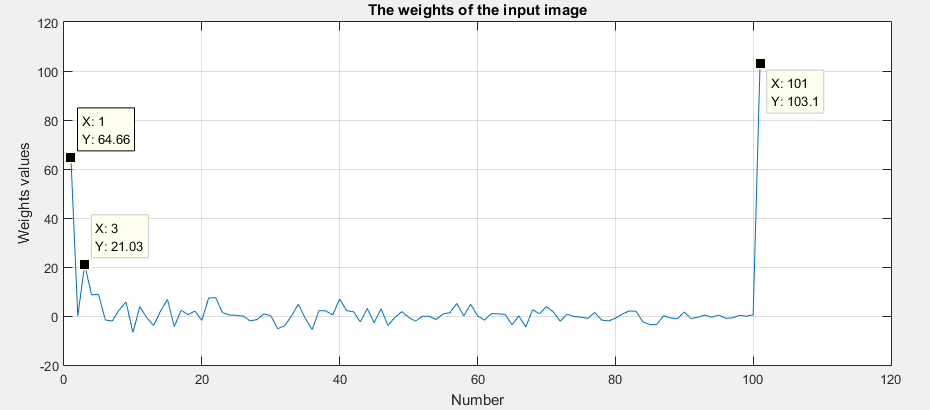 The weights of the input image
120
100
80
60
40
20
0
-20
Weights values
X: 1
Y: 64.66
X: 3
Y: 21.03
X: 101
Y: 103.1
0 20 40 60 80 100 120
Number